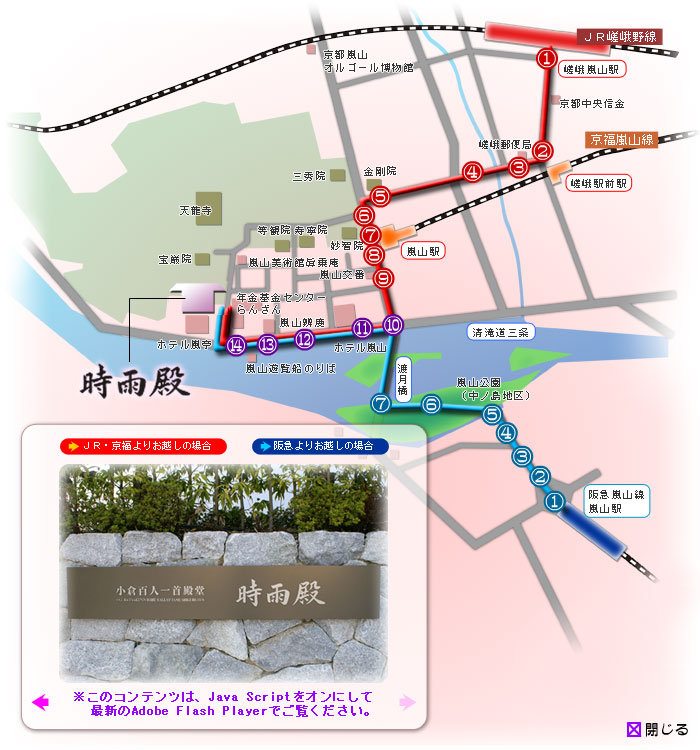 ＪＲ嵯峨野線
京都嵐山
オルゴール博物館
①
嵯峨嵐山駅
京都中央信金
京福嵐山線
嵯峨郵便局
②
③
④
嵯峨駅前駅
三秀院
金剛院
⑤
天龍寺
⑥
等観院
寿寧院
妙智院
⑦
嵐山駅
宝厳院
嵐山美術館
眞乗庵
⑧
嵐山交番
⑨
年金基金センター
らんざん
嵐山辨慶
⑩
⑪
⑫
⑬
⑭
清滝道三条
ホテル嵐亭
ホテル嵐山
嵐山遊覧船のりば
時雨殿
渡月橋
嵐山公園
（中ノ島地区）
⑦
⑥
⑤
④
③
②
①
阪急嵐山線
嵐山駅
ＪＲ・京福よりお越しの場合
阪急よりお越しの場合
小倉百人一首殿堂
時雨殿
※このコンテンツは、Java Scriptをオンにして
最新のAdobe Flash Playerでご覧ください。
閉じる